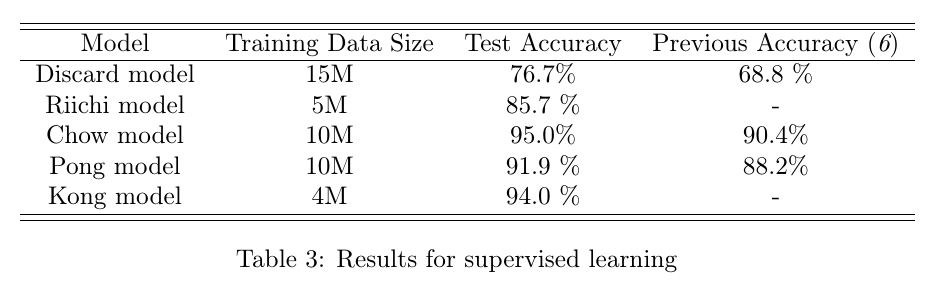 Model Training Data Size Test Accuracy Previous Accuracy (6)
Discard model 15M 76.7% 68.8 %
Riichi model 5M 85.7 % -
Chow model 10M 95.0% 90.4%
Pong model 10M 91.9 % 88.2%
Kong model 4M 94.0 % -
Table 3: Results for supervised learning